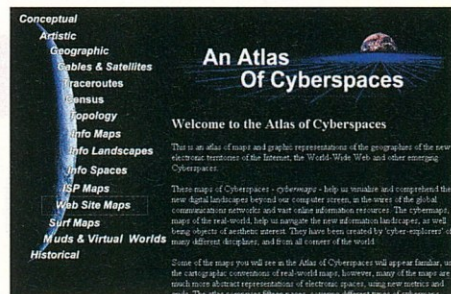 Conceptual
Artistic
Geographic
Cables & Satellites
Traceroutes
Census
Topology
Info Maps
Info Landscapes
Info Spaces
ISP Maps
Web Site Maps
Surf Maps
Muds & Virtual Worlds
Historical
An Atlas
Of Cyberspaces
Welcome to the Atlas of Cyberspaces
This is an atlas of maps and graphic representations of the geographies of the new
electronic territories of the Internet, the World-Wide Web and other emerging
Cyberspaces.
These maps of Cyberspaces - cybermaps - help us visualise and comprehend the
new digital landscapes beyond our computer screen, in the wires of the global
communications networks and vast online information resources. The cybermaps,
maps of the real-world, help us navigate the new information landscapes, as well
being objects of aesthetic interest. They have been created by 'cyber-explorers' of
many different disciplines, and from all corners of the world.
Some of the maps you will see in the Atlas of Cyberspaces will appear familiar, us
the cartographic conventions of real-world maps, however, many of the maps are
much more abstract representations of electronic spaces, using new metrics and